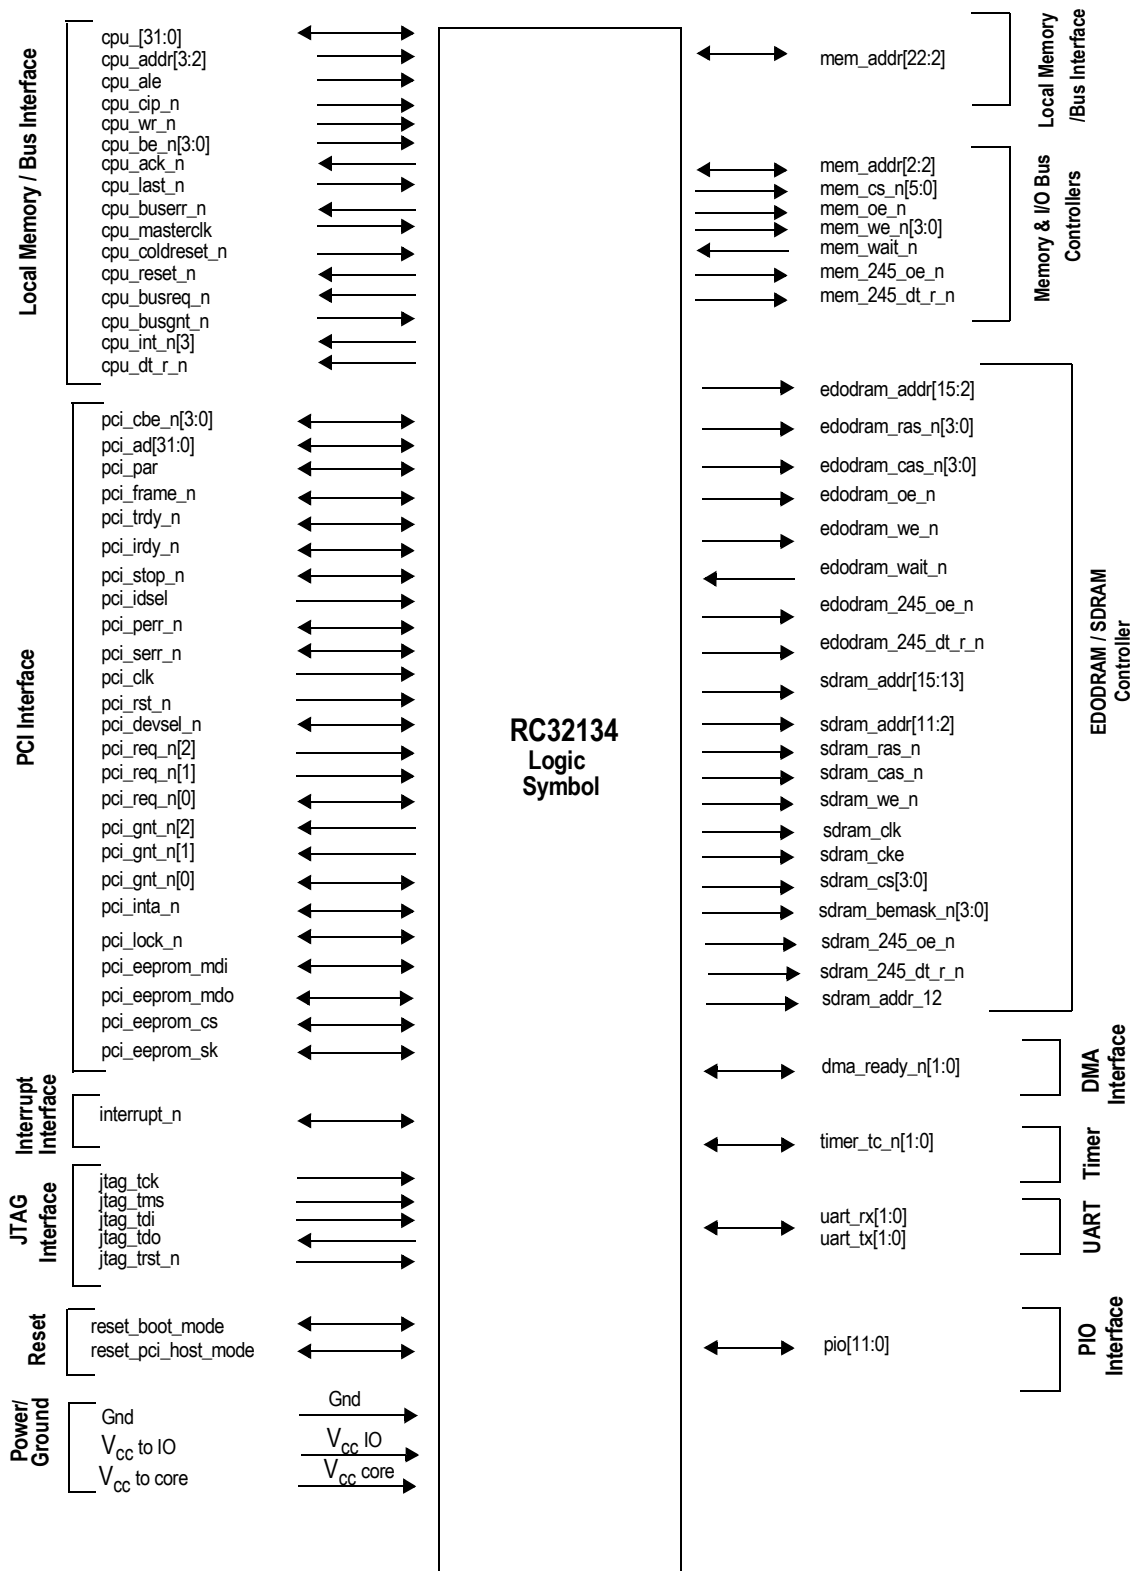 Local Memory / Bus Interface
cpu_[31:0]
cpu_addr[3:2]
cpu_ale
cpu_cip_n
cpu_wr_n
cpu_be_n[3:0]
cpu_ack_n
cpu_last_n
cpu_buserr_n
cpu_masterclk
cpu_coldreset_n
cpu_reset_n
cpu_busreq_n
cpu_busgnt_n
cpu_int_n[3]
cpu_dt_r_n
PCI Interface
pci_cbe_n[3:0]
pci_ad[31:0]
pci_par
pci_frame_n
pci_trdy_n
pci_irdy_n
pci_stop_n
pci_idsel
pci_perr_n
pci_serr_n
pci_clk
pci_rst_n
pci_devsel_n
pci_req_n[2]
pci_req_n[1]
pci_req_n[0]
pci_gnt_n[2]
pci_gnt_n[1]
pci_gnt_n[0]
pci_inta_n
pci_lock_n
pci_eeprom_mdi
pci_eeprom_mdo
pci_eeprom_cs
pci_eeprom_sk
Interrupt
Interface
interrupt_n
JTAG
Interface
jtag_tck
jtag_tms
jtag_tdi
jtag_tdo
jtag_trst_n
Reset
reset_boot_mode
reset_pci_host_mode
Power/
Ground
Gnd
Vcc to IO
Vcc to core
Gnd
Vcc IO
Vcc core
RC32134
Logic
Symbol
mem_addr[22:2]
Local Memory
/Bus Interface
mem_addr[2:2]
mem_cs_n[5:0]
mem_oe_n
mem_we_n[3:0]
mem_wait_n
mem_245_oe_n
mem_245_dt_r_n
Memory & I/O Bus
Controllers
edodram_addr[15:2]
edodram_ras_n[3:0]
edodram_cas_n[3:0]
edodram_oe_n
edodram_we_n
edodram_wait_n
edodram_245_oe_n
edodram_245_dt_r_n
sdram_addr[15:13]
sdram_addr[11:2]
sdram_ras_n
sdram_cas_n
sdram_we_n
sdram_clk
sdram_cke
sdram_cs[3:0]
sdram_bemask_n[3:0]
sdram_245_oe_n
sdram_245_dt_r_n
sdram_addr_12
EDODRAM / SDRAM
Controller
dma_ready_n[1:0]
DMA
Interface
timer_tc_n[1:0]
Timer
uart_rx[1:0]
uart_tx[1:0]
UART
pio[11:0]
PIO
Interface